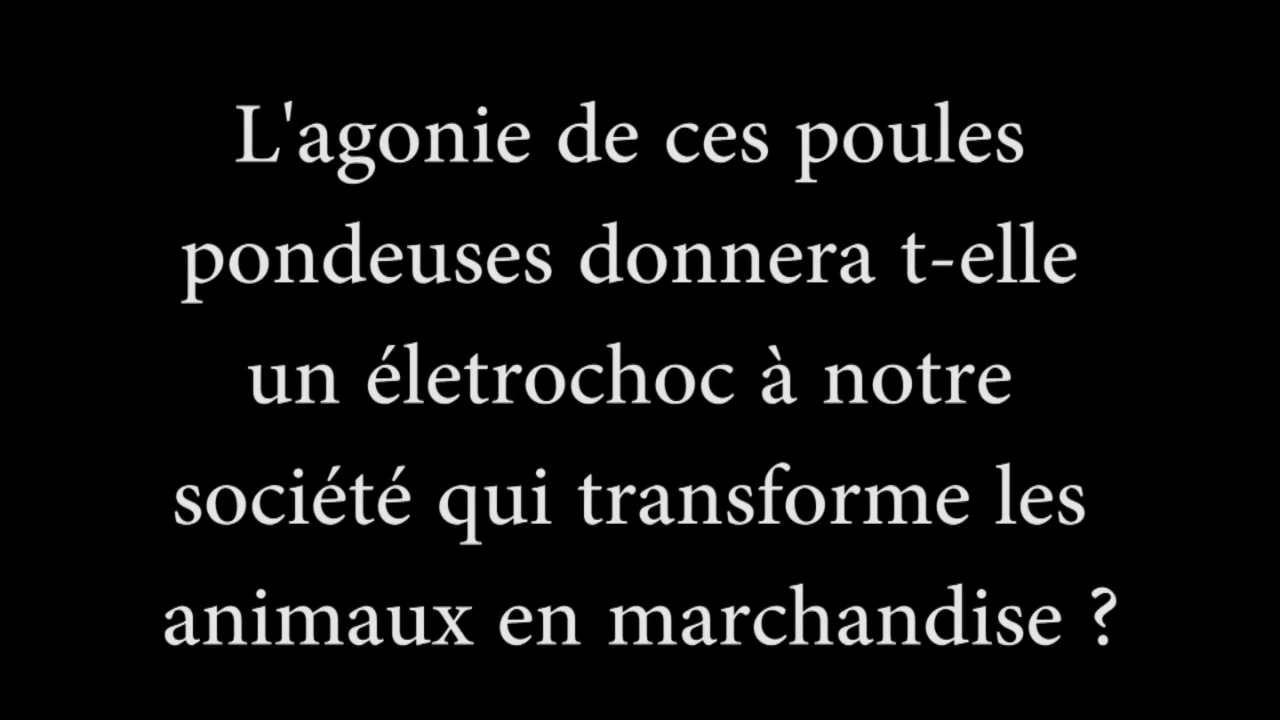 L'agonie de ces poules
pondeuses donnera t-elle
un életrochoc à notre
société qui transforme les
animaux en marchandise ?